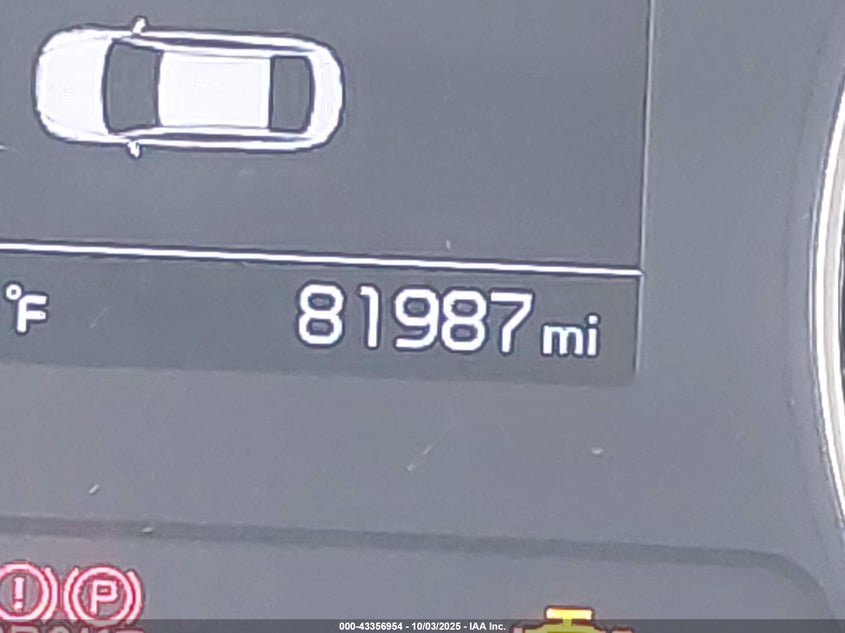 °F 81987 mi
(!) (P)
000-43356954 - 10/03/2025 - IAA Inc.